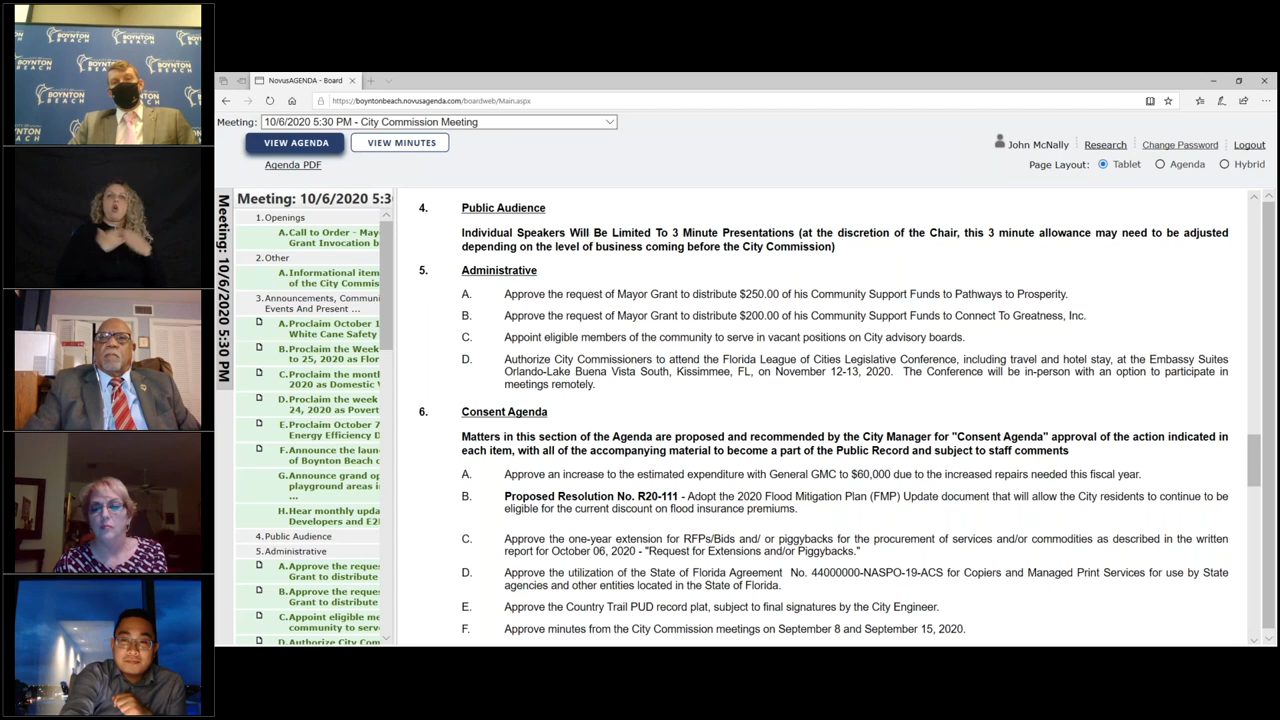 BOYNTON BEACH
NovusAGENDA - Board
https://boyntonbeach.novusagenda.com/boardweb/Main.aspx
Meeting: 10/6/2020 5:30 PM - City Commission Meeting
VIEW AGENDA VIEW MINUTES
Agenda PDF
John McNally Research Change Password Logout
Page Layout: Tablet Agenda Hybrid
Meeting: 10/6/2020 5:30 PM
Meeting: 10/6/2020 5:3
1.Openings
A.Call to Order - Mayo
Grant Invocation b
2.Other
A.Informational item
of the City Commis
3.Announcements, Communi
Events And Present ...
A.Proclaim October 1
White Cane Safety
B.Proclaim the Week
to 25, 2020 as Flor
C.Proclaim the month
2020 as Domestic V
D.Proclaim the week
24, 2020 as Povert
E.Proclaim October 7
Energy Efficiency D
F.Announce the laun
of Boynton Beach c
G.Announce grand op
playground areas i
...
H.Hear monthly upda
Developers and E2
4.Public Audience
5.Administrative
A.Approve the reque
Grant to distribute
B.Approve the reque
Grant to distribute
C.Appoint eligible me
community to serv
D.Authorize City Com
4. Public Audience
Individual Speakers Will Be Limited To 3 Minute Presentations (at the discretion of the Chair, this 3 minute allowance may need to be adjusted
depending on the level of business coming before the City Commission)
5. Administrative
A. Approve the request of Mayor Grant to distribute $250.00 of his Community Support Funds to Pathways to Prosperity.
B. Approve the request of Mayor Grant to distribute $200.00 of his Community Support Funds to Connect To Greatness, Inc.
C. Appoint eligible members of the community to serve in vacant positions on City advisory boards.
D. Authorize City Commissioners to attend the Florida League of Cities Legislative Conference, including travel and hotel stay, at the Embassy Suites
Orlando-Lake Buena Vista South, Kissimmee, FL, on November 12-13, 2020. The Conference will be in-person with an option to participate in
meetings remotely.
6. Consent Agenda
Matters in this section of the Agenda are proposed and recommended by the City Manager for "Consent Agenda" approval of the action indicated in
each item, with all of the accompanying material to become a part of the Public Record and subject to staff comments
A. Approve an increase to the estimated expenditure with General GMC to $60,000 due to the increased repairs needed this fiscal year.
B. Proposed Resolution No. R20-111 - Adopt the 2020 Flood Mitigation Plan (FMP) Update document that will allow the City residents to continue to be
eligible for the current discount on flood insurance premiums.
C. Approve the one-year extension for RFPs/Bids and/ or piggybacks for the procurement of services and/or commodities as described in the written
report for October 06, 2020 - "Request for Extensions and/or Piggybacks."
D. Approve the utilization of the State of Florida Agreement No. 44000000-NASPO-19-ACS for Copiers and Managed Print Services for use by State
agencies and other entities located in the State of Florida.
E. Approve the Country Trail PUD record plat, subject to final signatures by the City Engineer.
F. Approve minutes from the City Commission meetings on September 8 and September 15, 2020.